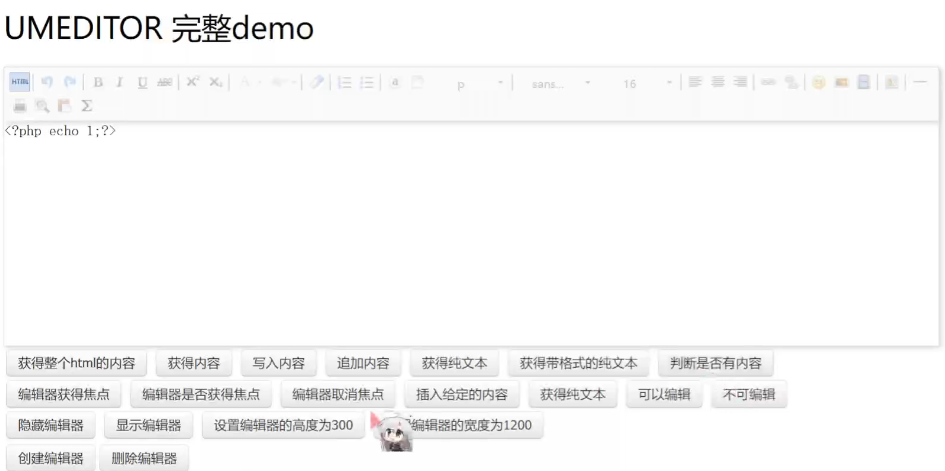 UMEDITOR 完整demo
HTML B I U ABC X² X₂ A a p sans... 16
Σ
<?php echo 1;?>
获得整个html的内容 获得内容 写入内容 追加内容 获得纯文本 获得带格式的纯文本 判断是否有内容
编辑器获得焦点 编辑器是否获得焦点 编辑器取消焦点 插入给定的内容 获得纯文本 可以编辑 不可编辑
隐藏编辑器 显示编辑器 设置编辑器的高度为300 编辑器的宽度为1200
创建编辑器 删除编辑器